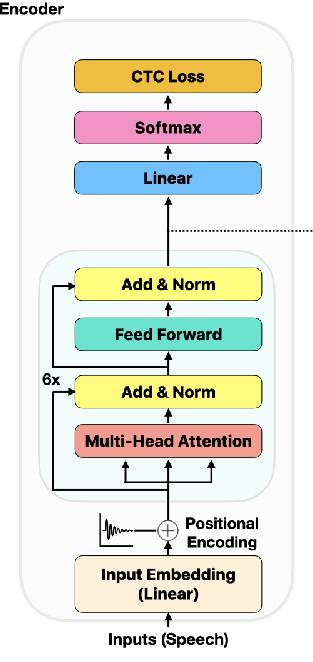 Encoder
CTC Loss
Softmax
Linear
Add & Norm
Feed Forward
6x
Add & Norm
Multi-Head Attention
Positional
Encoding
Input Embedding
(Linear)
Inputs (Speech)